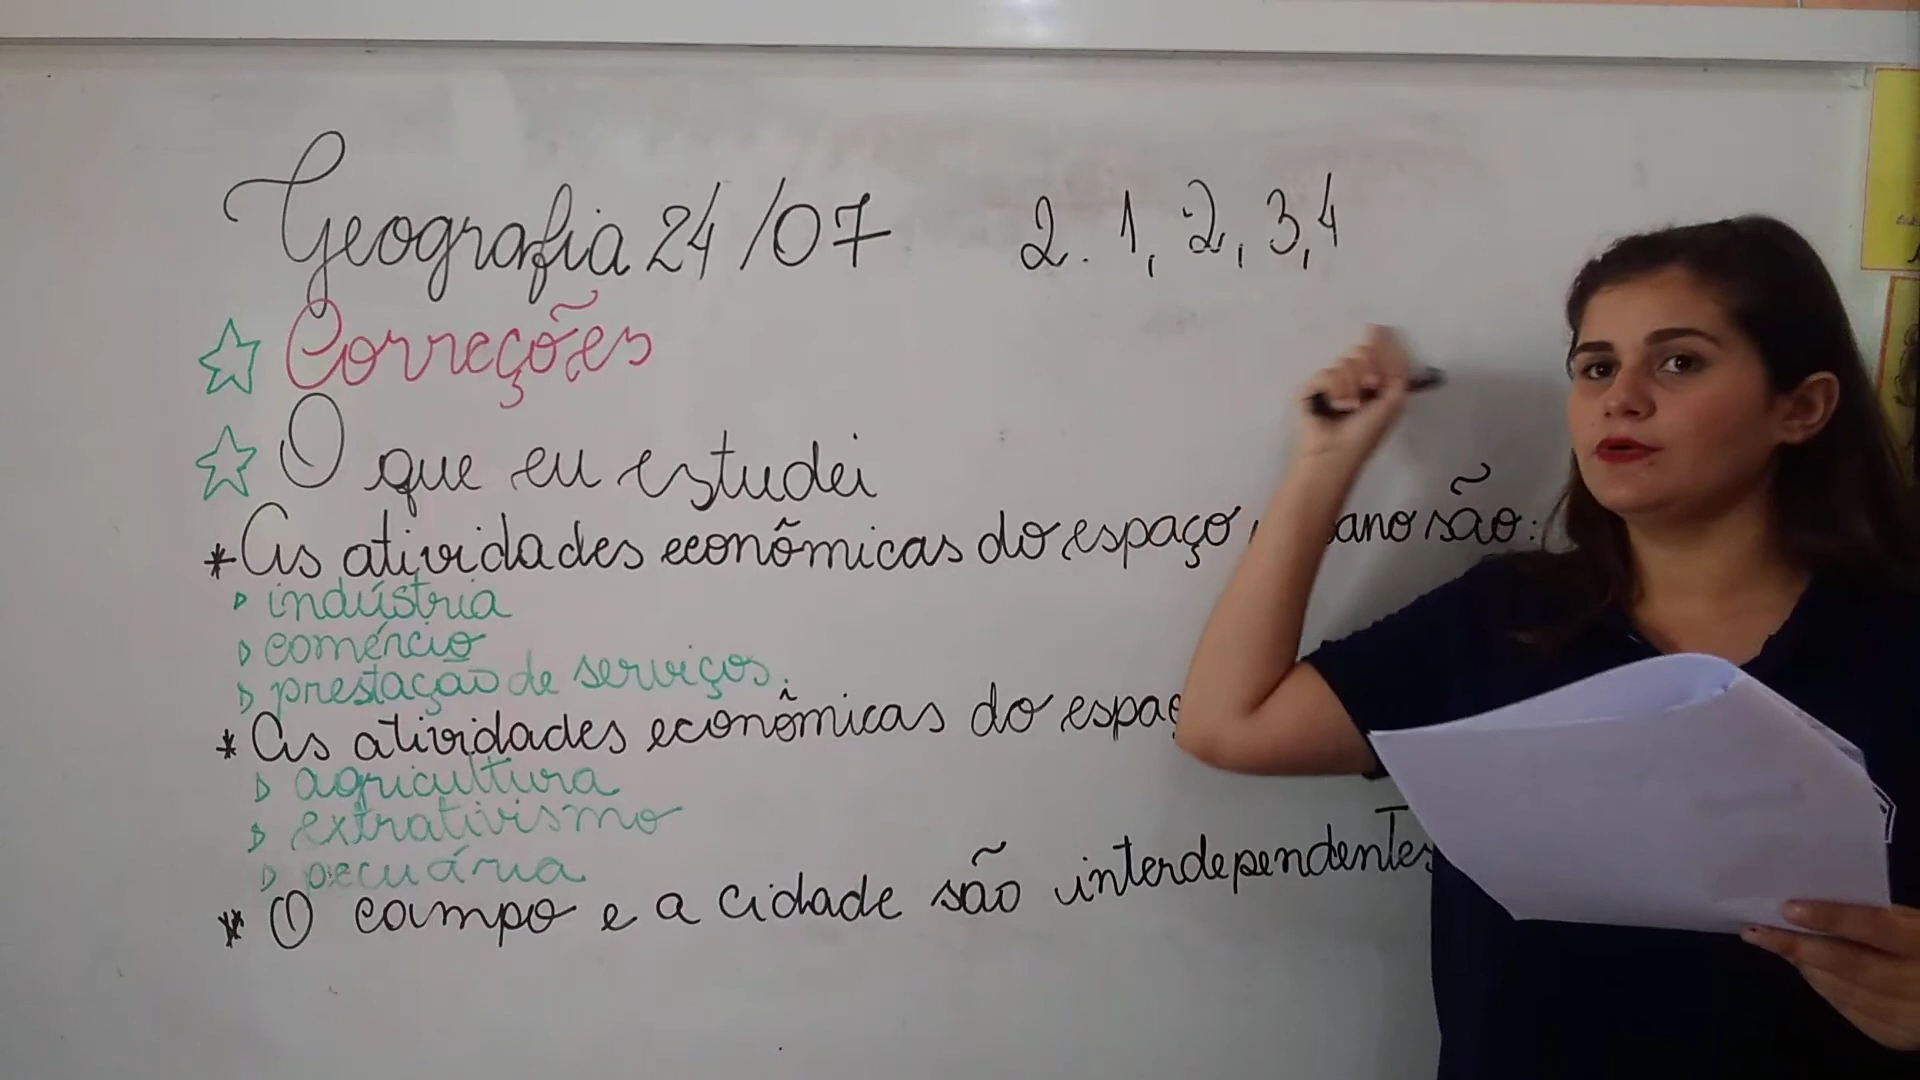 Geografia 24/07
2. 1, 2, 3, 4
Correções
O que eu estudei
* As atividades econômicas do espaço ano são:
indústria
comércio
prestação de serviços.
* As atividades econômicas do espaç
agricultura
extrativismo
pecuária
* O campo e a cidade são interdependentes